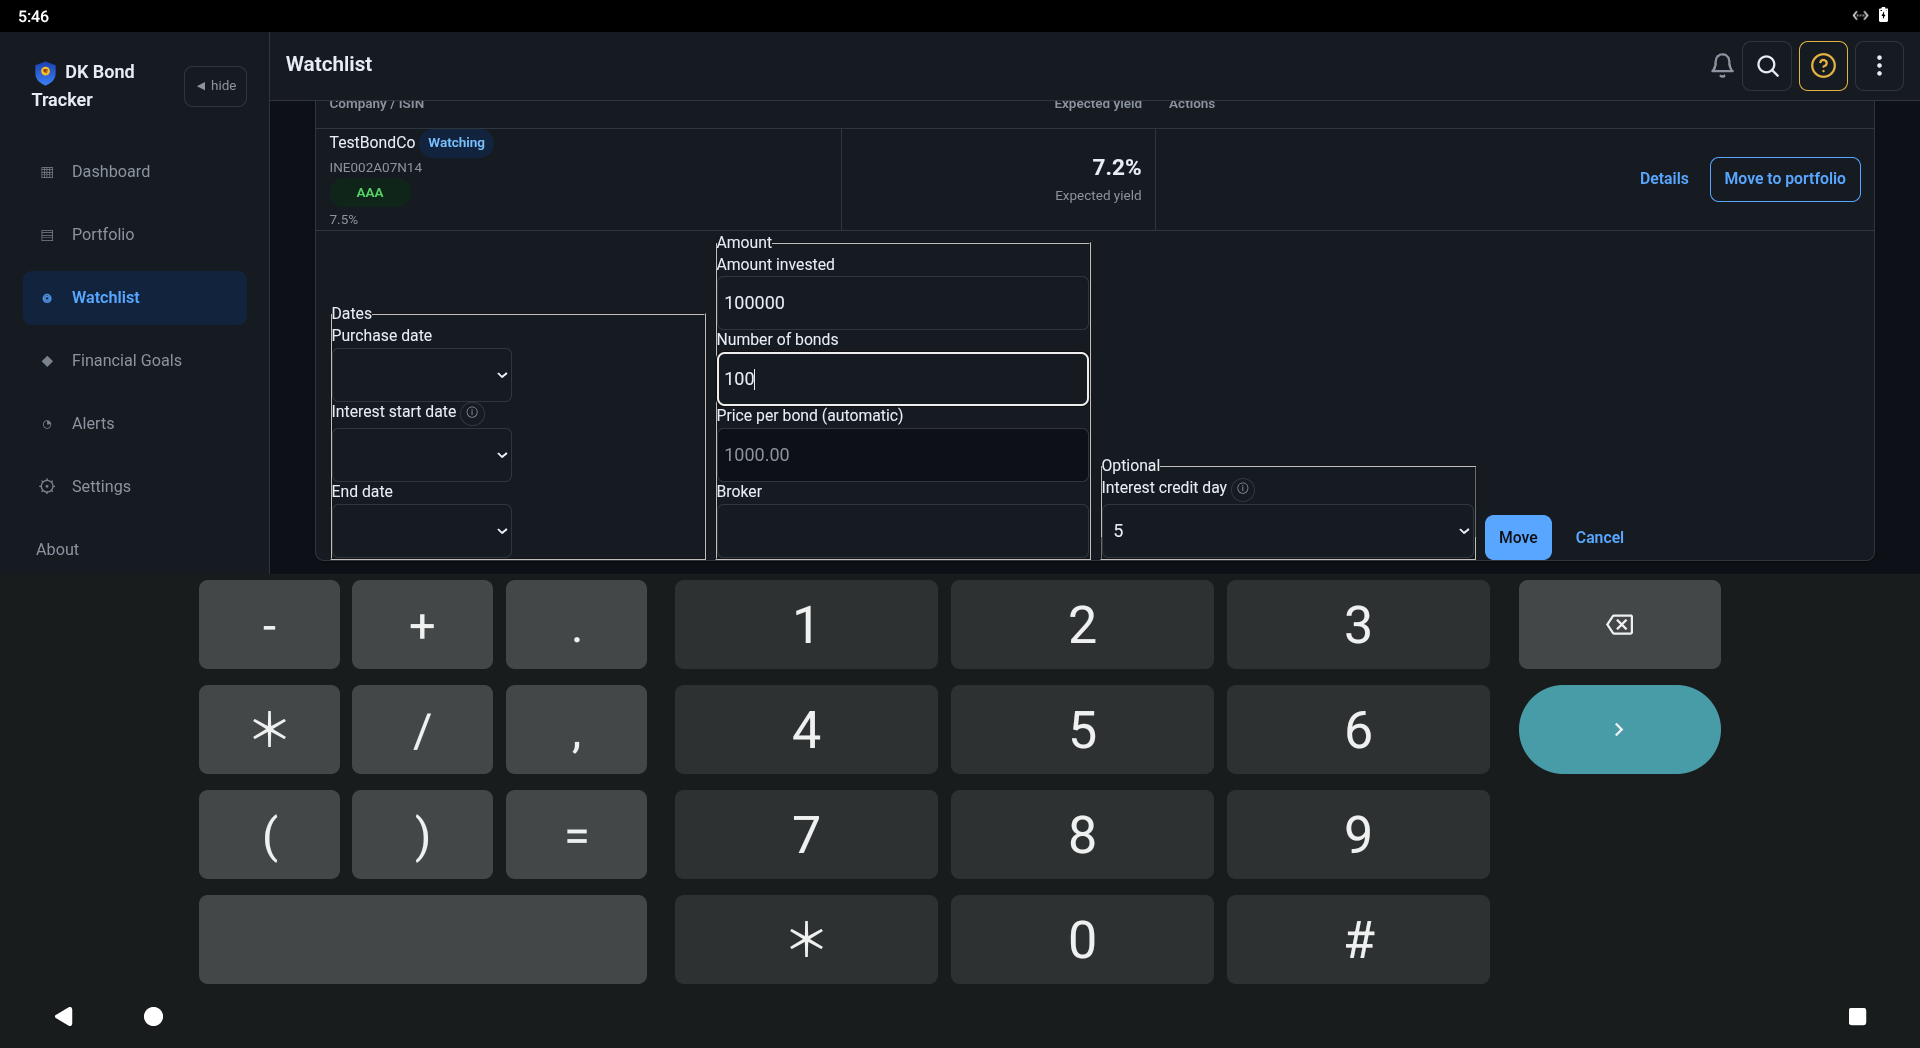 5:46
DK Bond
Tracker
◄ hide
Dashboard
Portfolio
Watchlist
Financial Goals
Alerts
Settings
About
Watchlist
Company / ISIN
Expected yield
Actions
TestBondCo Watching
INE002A07N14
AAA
7.5%
7.2%
Expected yield
Details
Move to portfolio
Dates
Purchase date
Interest start date ⓘ
End date
Amount
Amount invested
100000
Number of bonds
100
Price per bond (automatic)
1000.00
Broker
Optional
Interest credit day ⓘ
5
Move
Cancel
- + . 1 2 3
* / , 4 5 6 >
( ) = 7 8 9
* 0 #